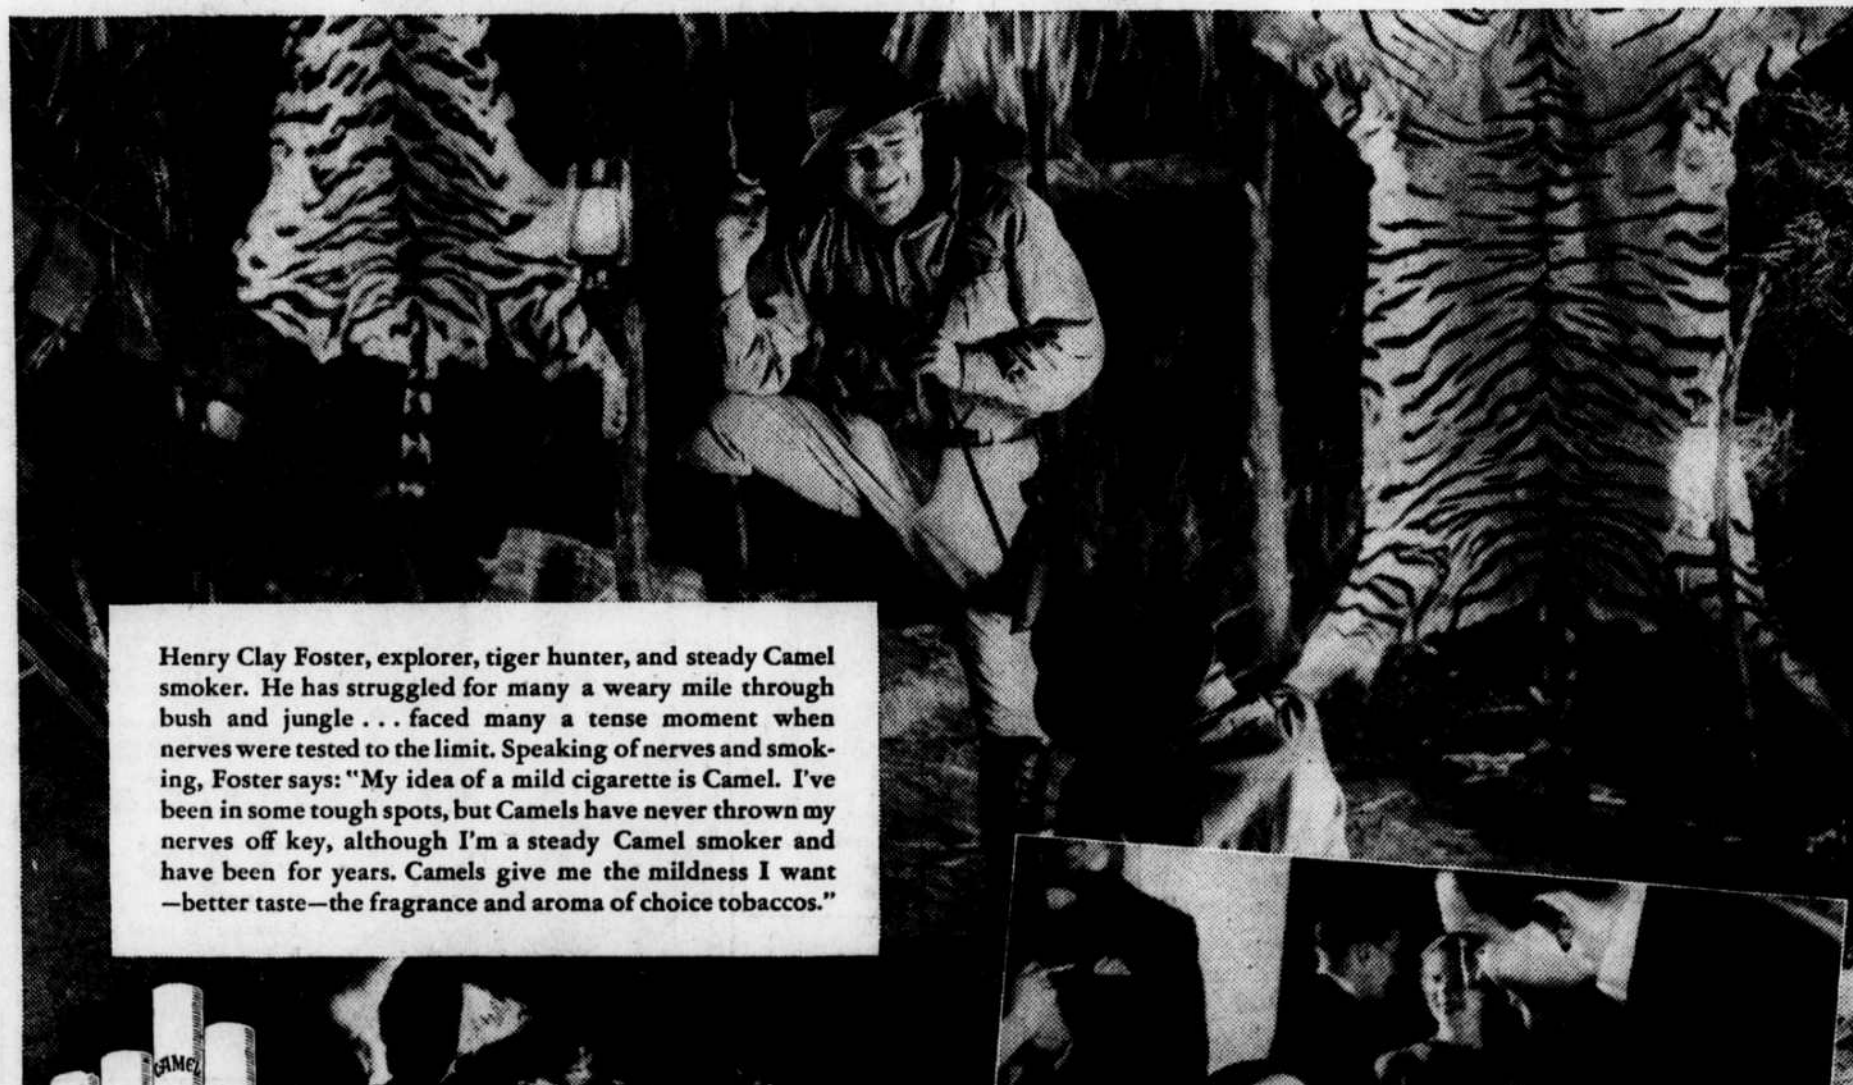 Henry Clay Foster, explorer, tiger hunter, and steady Camel
smoker. He has struggled for many a weary mile through
bush and jungle . . . faced many a tense moment when
nerves were tested to the limit. Speaking of nerves and smok-
ing, Foster says: "My idea of a mild cigarette is Camel. I've
been in some tough spots, but Camels have never thrown my
nerves off key, although I'm a steady Camel smoker and
have been for years. Camels give me the mildness I want
—better taste—the fragrance and aroma of choice tobaccos."
CAMEL